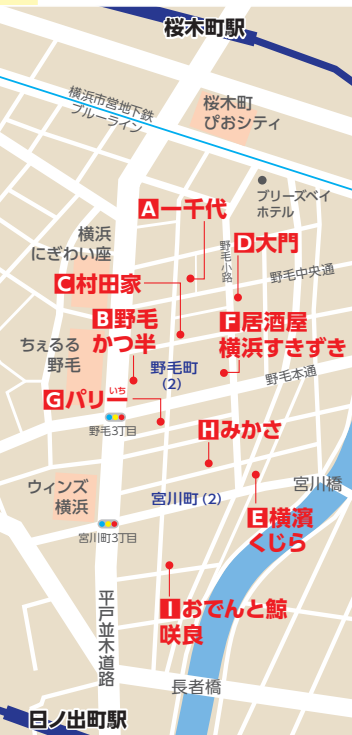 桜木町駅
横浜市営地下鉄
ブルーライン
桜木町
ぴおシティ
ブリーズベイ
ホテル
A一千代
横浜
にぎわい座
野毛小路
D大門
野毛中央通
C村田家
B野毛
かつ半
F居酒屋
横浜すきずき
ちぇるる
野毛
野毛町
(2)
野毛本通
いち
Gパリ一
野毛3丁目
Hみかさ
ウィンズ
横浜
宮川町(2)
宮川橋
E横濱
くじら
宮川町3丁目
平戸並木道路
Iおでんと鯨
咲良
長者橋
日ノ出町駅